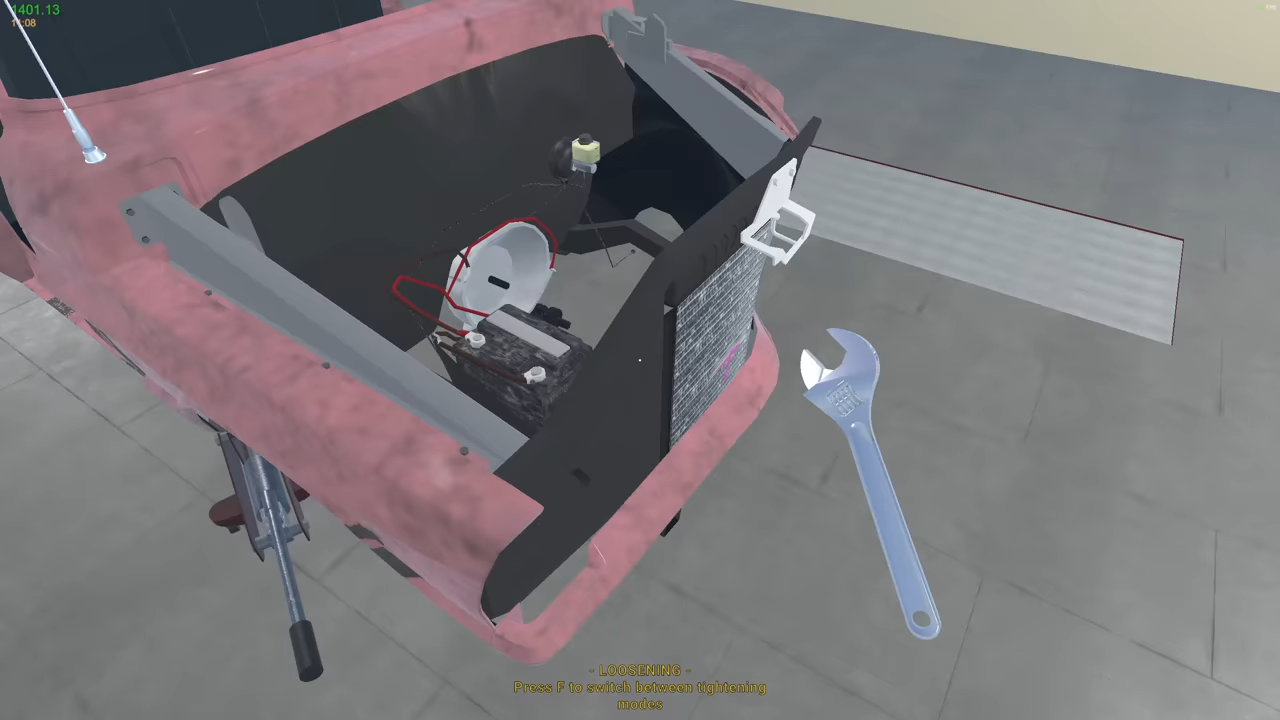 1401.13
11:08
- LOOSENING -
Press F to switch between tightening
modes